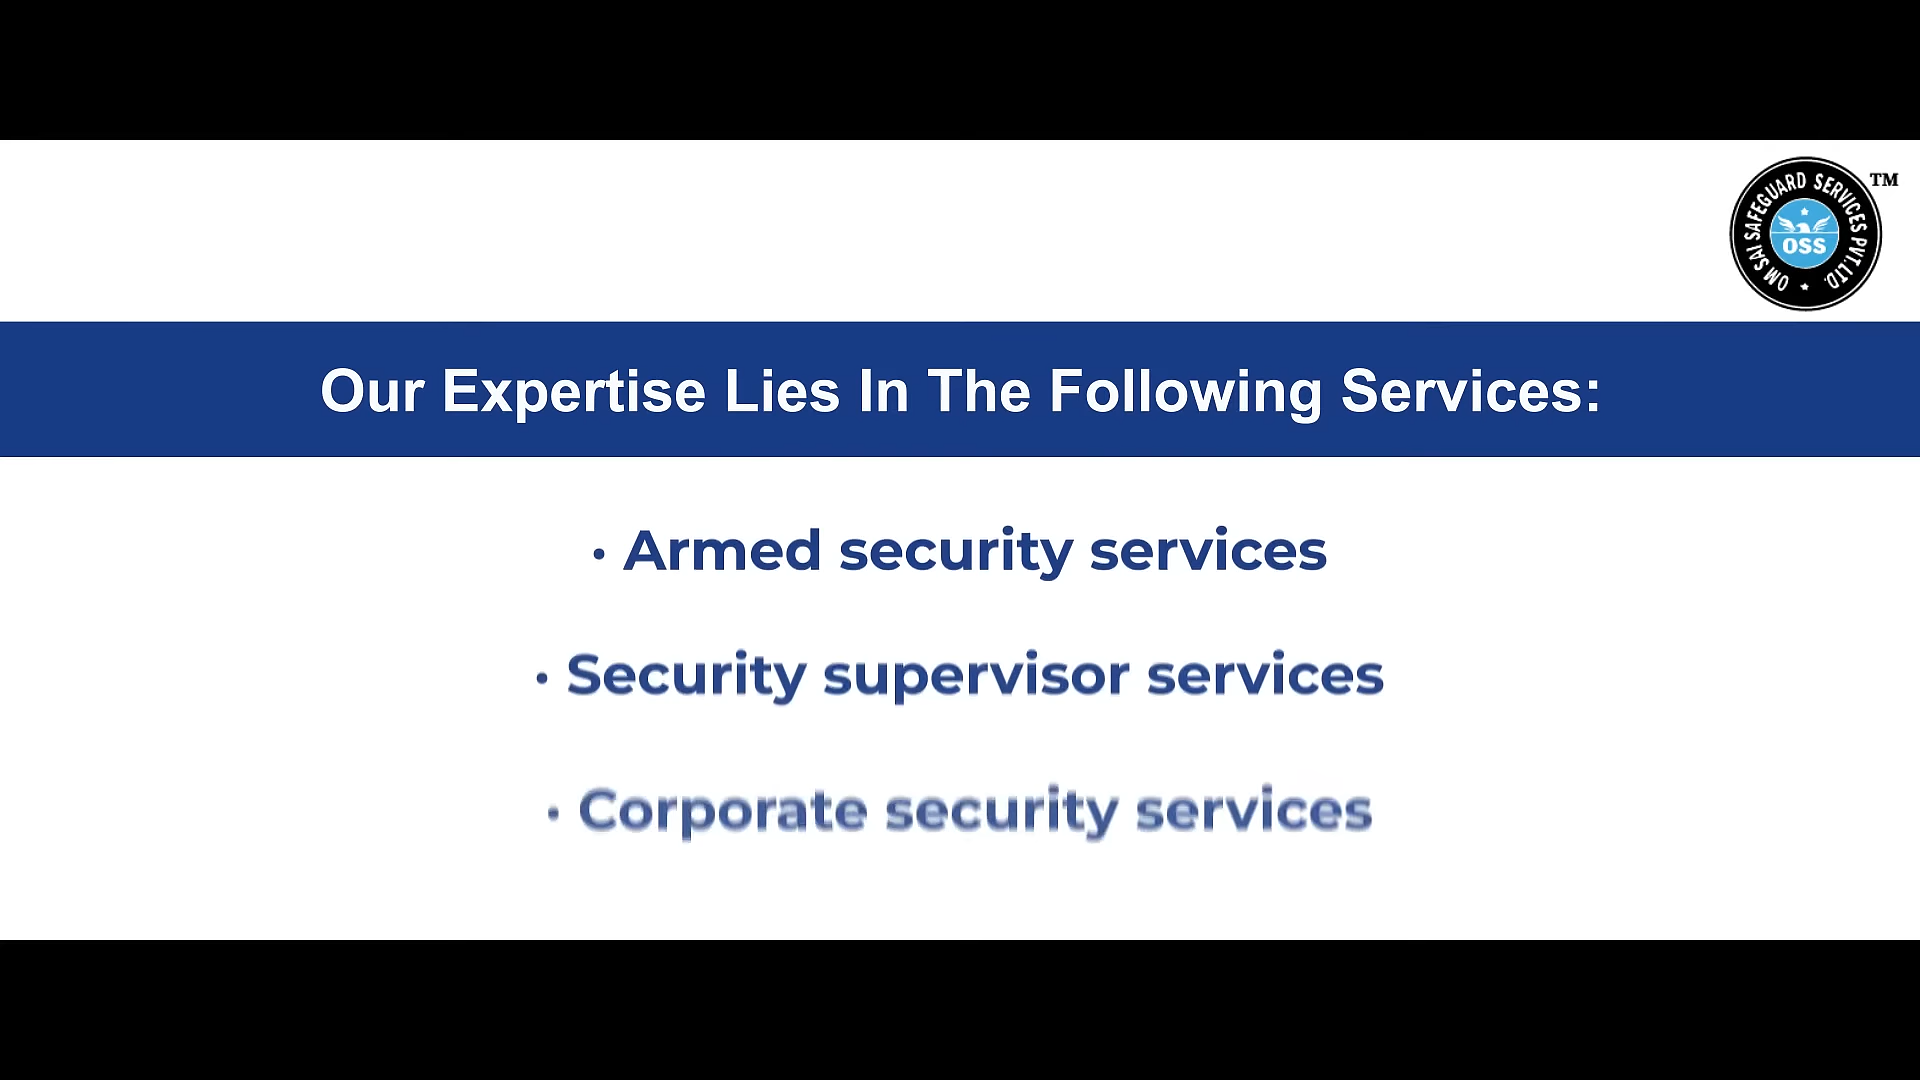 OM SAI SAFEGUARD SERVICES PVT.LTD.
OSS
TM
Our Expertise Lies In The Following Services:
• Armed security services
• Security supervisor services
• Corporate security services